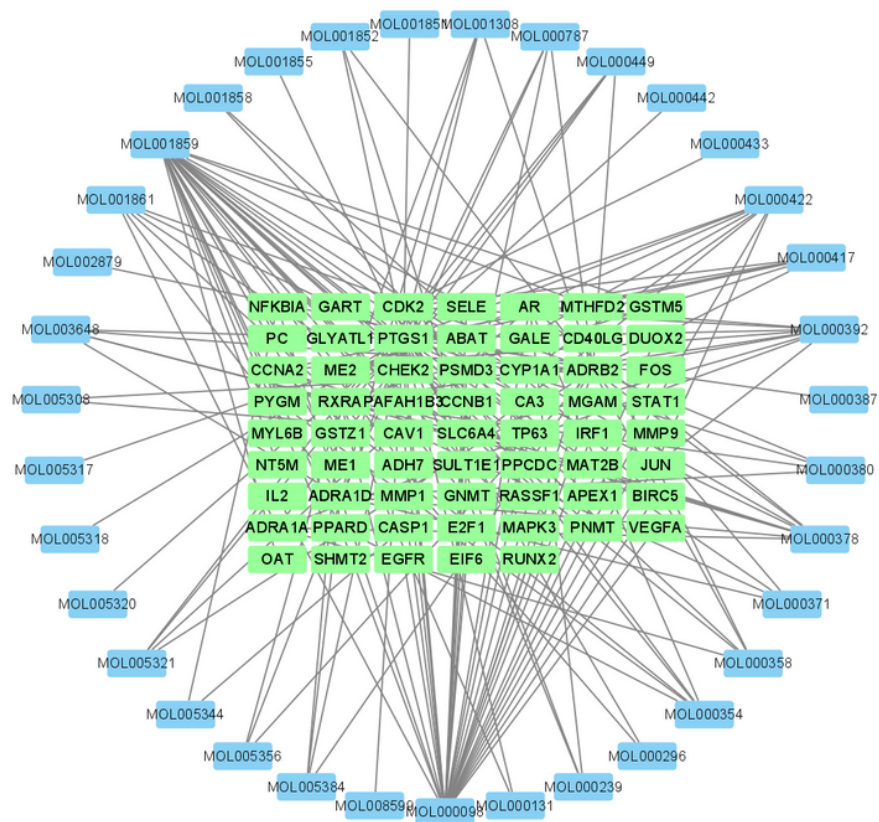 MOL001308
MOL001852
MOL000787
MOL001855
MOL000449
MOL001858
MOL000442
MOL001859
MOL000433
MOL001861
MOL000422
MOL002879
MOL000417
MOL003648
MOL000392
MOL005308
MOL000387
MOL005317
MOL000380
MOL005318
MOL000378
MOL005320
MOL000371
MOL005321
MOL000358
MOL005344
MOL000354
MOL005356
MOL000296
MOL005384
MOL000239
MOL008599
MOL000098
MOL000131
NFKBIA GART CDK2 SELE AR MTHFD2 GSTM5
PC GLYATL1 PTGS1 ABAT GALE CD40LG DUOX2
CCNA2 ME2 CHEK2 PSMD3 CYP1A1 ADRB2 FOS
PYGM RXRA PAFAH1B3 CCNB1 CA3 MGAM STAT1
MYL6B GSTZ1 CAV1 SLC6A4 TP63 IRF1 MMP9
NT5M ME1 ADH7 SULT1E1 PPCDC MAT2B JUN
IL2 ADRA1D MMP1 GNMT RASSF1 APEX1 BIRC5
ADRA1A PPARD CASP1 E2F1 MAPK3 PNMT VEGFA
OAT SHMT2 EGFR EIF6 RUNX2